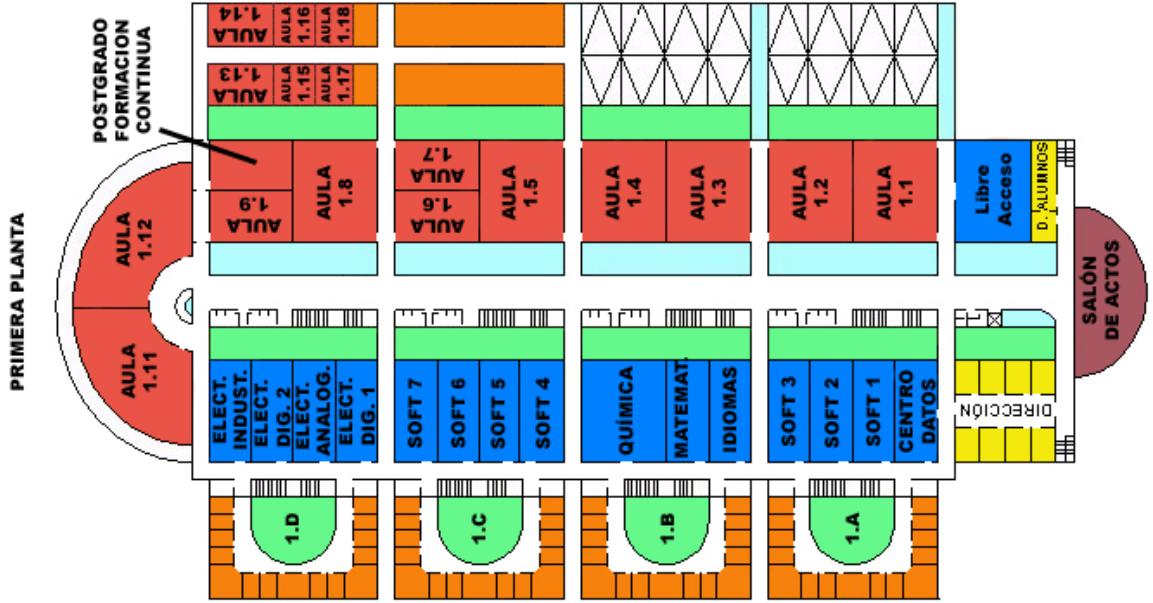 PRIMERA PLANTA
POSTGRADO
FORMACION
CONTINUA
AULA
1.14
AULA
1.16
AULA
1.18
AULA
1.13
AULA
1.15
AULA
1.17
AULA
1.12
AULA
1.11
AULA
1.9
AULA
1.8
AULA
1.7
AULA
1.6
AULA
1.5
AULA
1.4
AULA
1.3
AULA
1.2
AULA
1.1
Libre
Acceso
D. ALUMNOS
SALÓN
DE ACTOS
ELECT.
INDUST.
ELECT.
DIG. 2
ELECT.
ANALOG.
ELECT.
DIG. 1
SOFT 7
SOFT 6
SOFT 5
SOFT 4
QUÍMICA
MATEMAT.
IDIOMAS
SOFT 3
SOFT 2
SOFT 1
CENTRO
DATOS
DIRECCIÓN
1.D
1.C
1.B
1.A